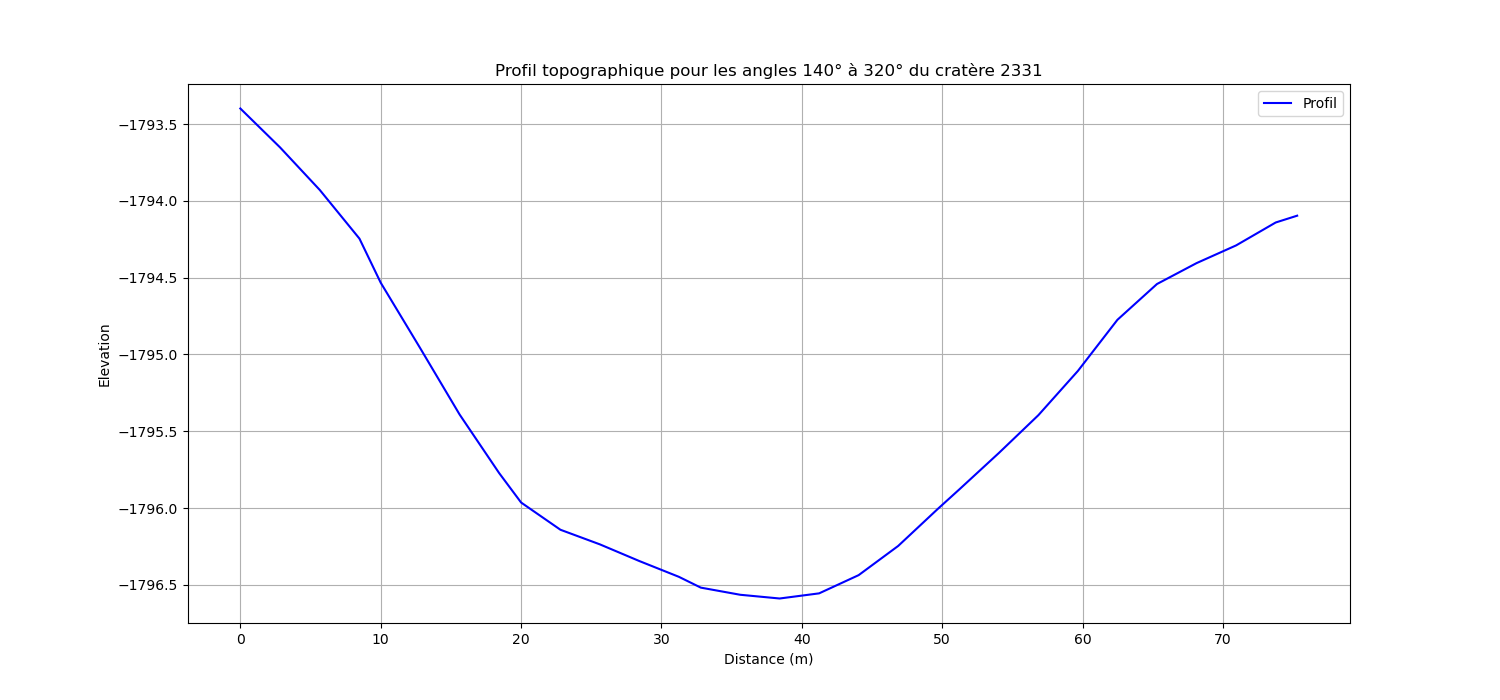 Profil topographique pour les angles 140° à 320° du cratère 2331
Profil
−1793.5
−1794.0
−1794.5
−1795.0
−1795.5
−1796.0
−1796.5
Elevation
0 10 20 30 40 50 60 70
Distance (m)